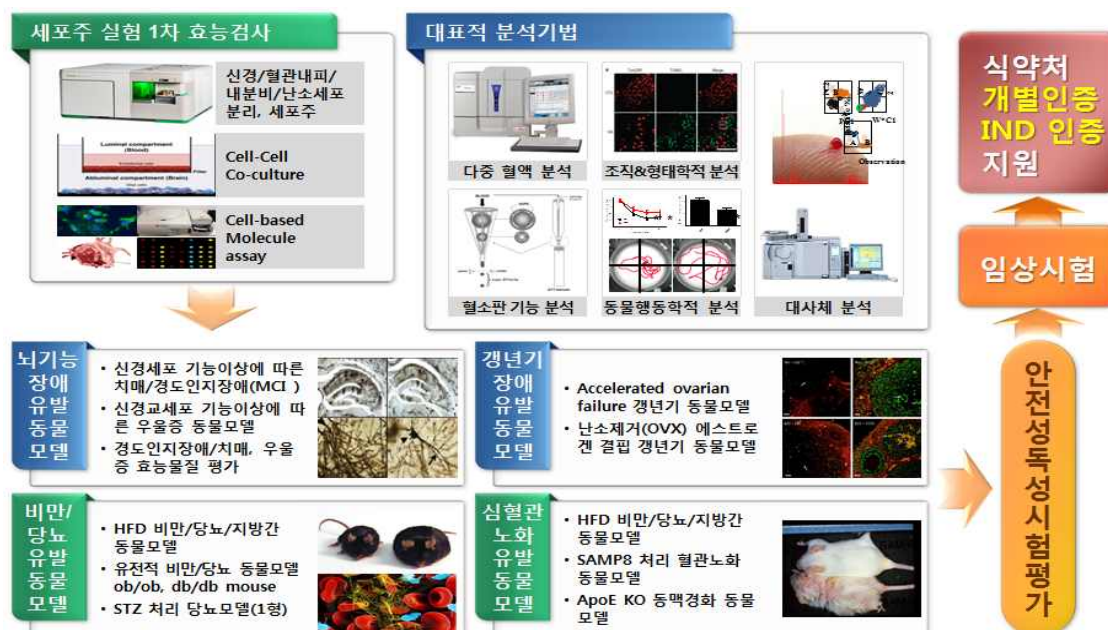 세포주 실험 1차 효능검사
신경/혈관내피/
내분비/난소세포
분리, 세포주
Luminal compartment
(Blood)
Filter
Abluminal compartment (Brain)
Cell-Cell
Co-culture
Cell-based
Molecule
assay
대표적 분석기법
다중 혈액 분석
조직&형태학적 분석
W*C1
Observation
혈소판 기능 분석
동물행동학적 분석
대사체 분석
식약처
개별인증
IND 인증
지원
임상시험
안전성독성시험평가
뇌기능
장애
유발
동물
모델
• 신경세포 기능이상에 따른
치매/경도인지장애(MCI )
• 신경교세포 기능이상에 따
른 우울증 동물모델
• 경도인지장애/치매, 우울
증 효능물질 평가
갱년기
장애
유발
동물
모델
• Accelerated ovarian
failure 갱년기 동물모델
• 난소제거(OVX) 에스트로
겐 결핍 갱년기 동물모델
비만/
당뇨
유발
동물
모델
• HFD 비만/당뇨/지방간
동물모델
• 유전적 비만/당뇨 동물모델
ob/ob, db/db mouse
• STZ 처리 당뇨모델(1형)
심혈관
노화
유발
동물
모델
• HFD 비만/당뇨/지방간
동물모델
• SAMP8 처리 혈관노화
동물모델
• ApoE KO 동맥경화 동물
모델